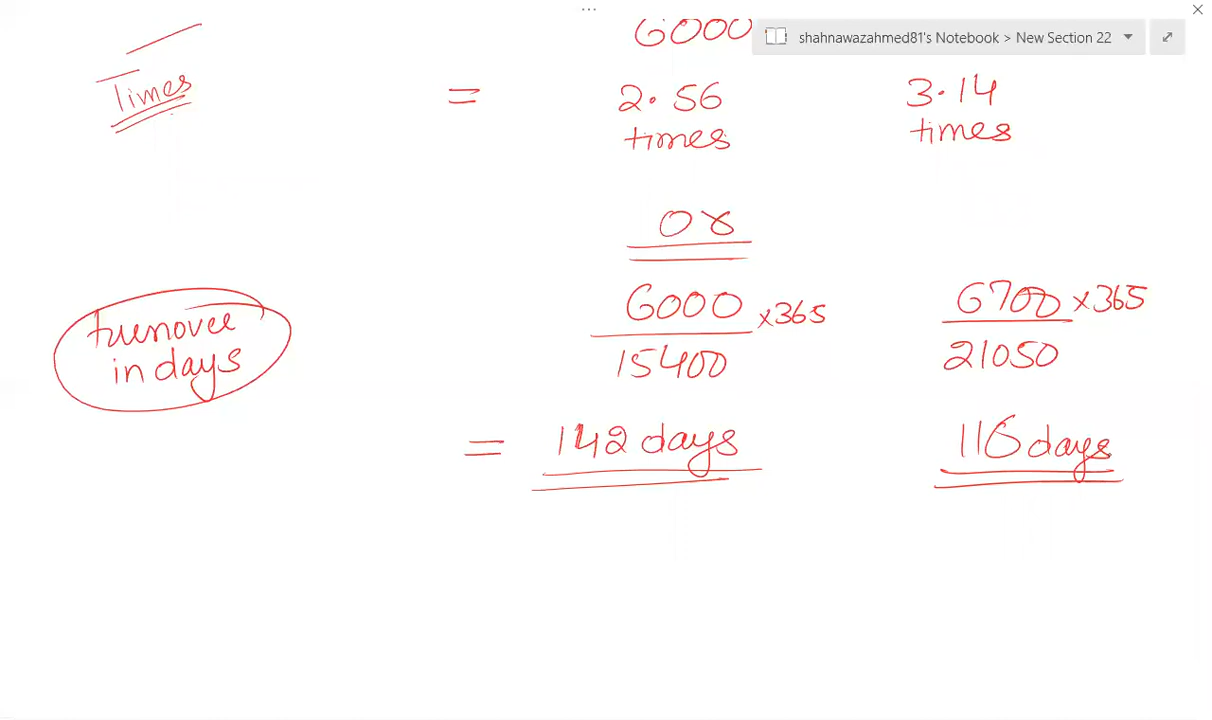 ...
shahnawazahmed81's Notebook > New Section 22
6000
Times = 2.56 3.14
times times
Or
turnover in days
6000 x365 6700 x365
15400 21050
= 142 days 116 days